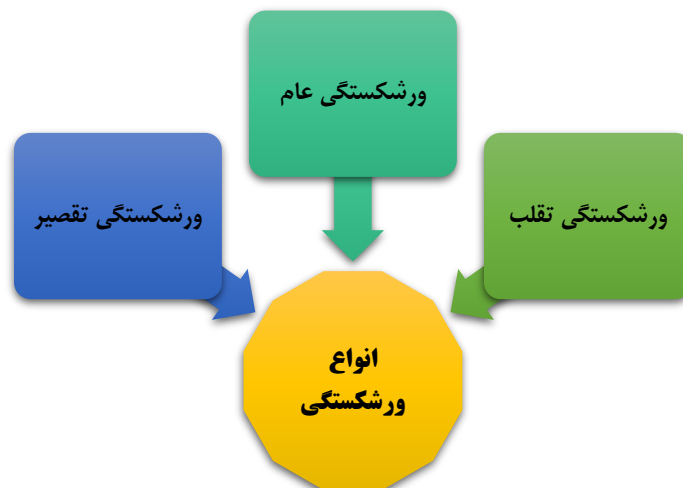 ورشکستگی عام
ورشکستگی تقلب
ورشکستگی تقصیر
انواع
ورشکستگی